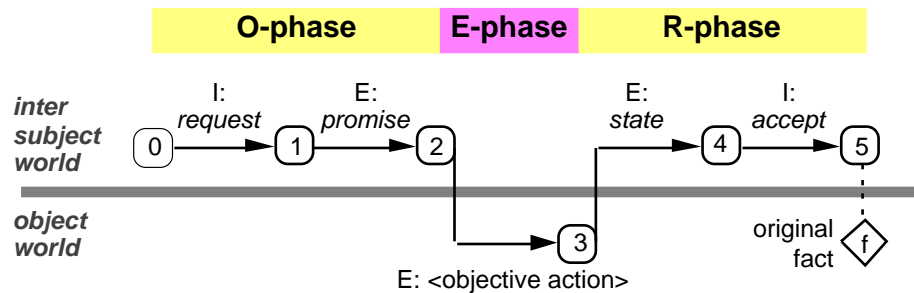 O-phase E-phase R-phase
I: E: E: I:
inter
subject
world
request promise state accept
0 1 2 4 5
object
world
3
original
fact
f
E: <objective action>